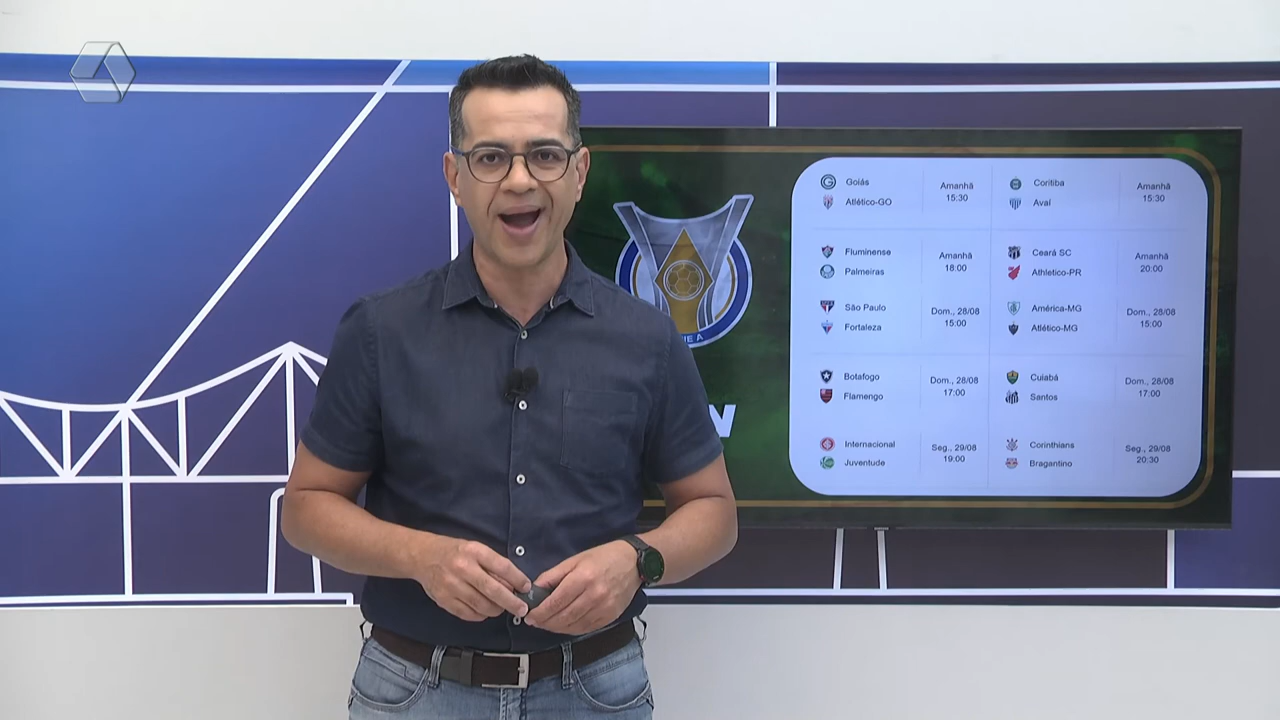 Goiás
Atlético-GO
Amanhã
15:30
Coritiba
Avaí
Amanhã
15:30
Fluminense
Palmeiras
Amanhã
18:00
Ceará SC
Athletico-PR
Amanhã
20:00
São Paulo
Fortaleza
Dom., 28/08
15:00
América-MG
Atlético-MG
Dom., 28/08
15:00
Botafogo
Flamengo
Dom., 28/08
17:00
Cuiabá
Santos
Dom., 28/08
17:00
Internacional
Juventude
Seg., 29/08
19:00
Corinthians
Bragantino
Seg., 29/08
20:30